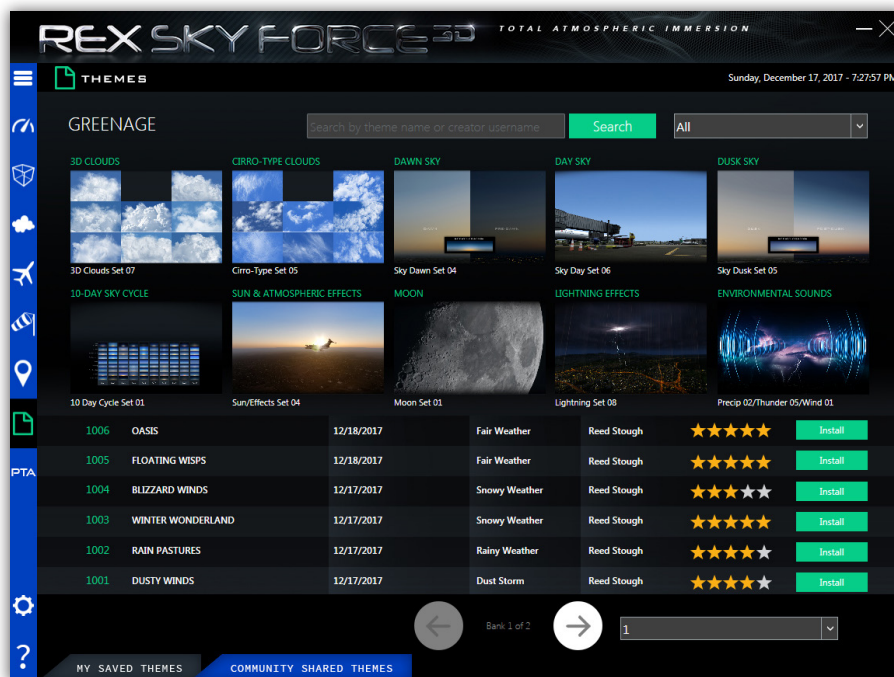 REX SKY FORCE 3D
TOTAL ATMOSPHERIC IMMERSION
THEMES
Sunday, December 17, 2017 - 7:27:57 PM
GREENAGE
Search by theme name or creator username
Search
All
3D CLOUDS
CIRRO-TYPE CLOUDS
DAWN SKY
DAY SKY
DUSK SKY
3D Clouds Set 07
Cirro-Type Set 05
Sky Dawn Set 04
Sky Day Set 06
Sky Dusk Set 05
10-DAY SKY CYCLE
SUN & ATMOSPHERIC EFFECTS
MOON
LIGHTNING EFFECTS
ENVIRONMENTAL SOUNDS
10 Day Cycle Set 01
Sun/Effects Set 04
Moon Set 01
Lightning Set 08
Precip 02/Thunder 05/Wind 01
1006 OASIS 12/18/2017 Fair Weather Reed Stough Install
1005 FLOATING WISPS 12/18/2017 Fair Weather Reed Stough Install
1004 BLIZZARD WINDS 12/17/2017 Snowy Weather Reed Stough Install
1003 WINTER WONDERLAND 12/17/2017 Snowy Weather Reed Stough Install
1002 RAIN PASTURES 12/17/2017 Rainy Weather Reed Stough Install
1001 DUSTY WINDS 12/17/2017 Dust Storm Reed Stough Install
PTA
Bank 1 of 2
1
?
MY SAVED THEMES
COMMUNITY SHARED THEMES